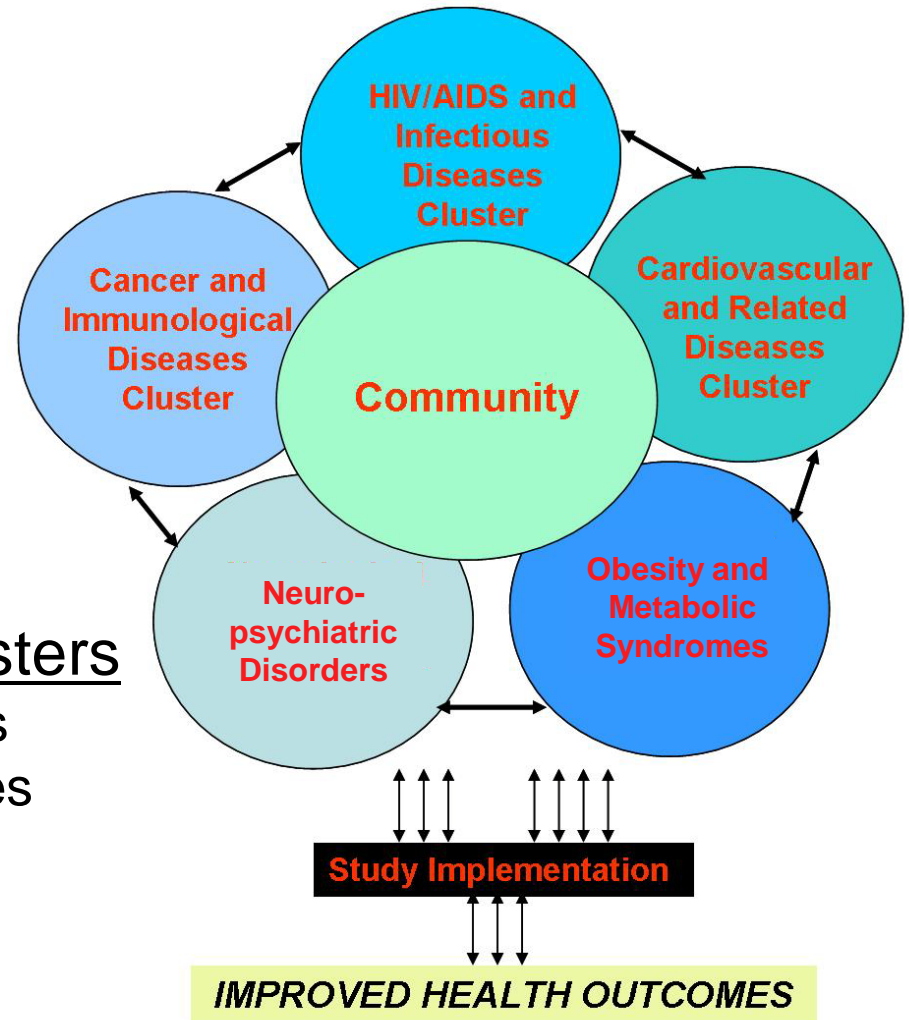 HIV/AIDS and
Infectious
Diseases
Cluster
Cancer and
Immunological
Diseases
Cluster
Cardiovascular
and Related
Diseases
Cluster
Community
Neuro-
psychiatric
Disorders
Obesity and
Metabolic
Syndromes
sters
s
es
Study Implementation
IMPROVED HEALTH OUTCOMES